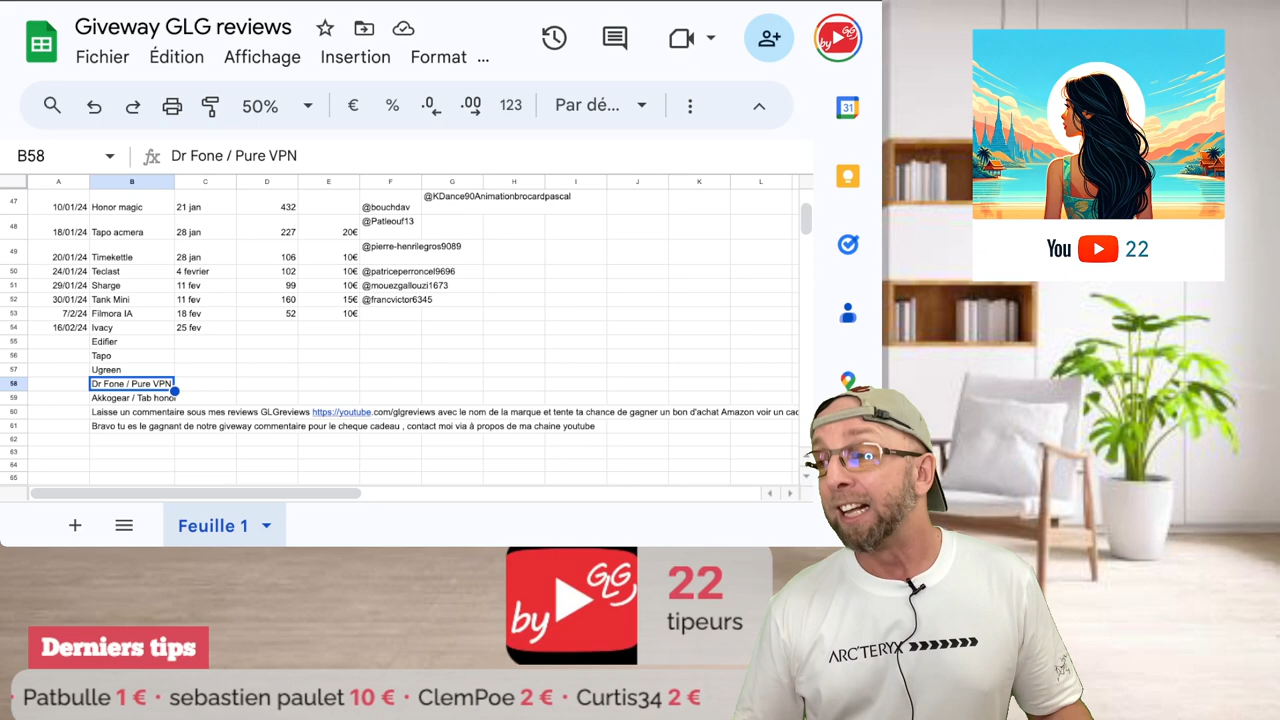 Giveway GLG reviews
Fichier Édition Affichage Insertion Format ...
50% € % .0 .00 123 Par dé...
31
B58 fx Dr Fone / Pure VPN
A B C D E F G H I J K L
@KDance90Animationbrocardpascal
47 10/01/24 Honor magic 21 jan 432 @bouchdav
@Patleouf13
48 18/01/24 Tapo acmera 28 jan 227 20€
@pierre-henrilegros9089
49 20/01/24 Timekettle 28 jan 106 10€
50 24/01/24 Teclast 4 fevrier 102 10€ @patriceperroncel9696
51 29/01/24 Sharge 11 fev 99 10€ @mouezgallouzi1673
52 30/01/24 Tank Mini 11 fev 160 15€ @francvictor6345
53 7/2/24 Filmora IA 18 fev 52 10€
54 16/02/24 Ivacy 25 fev
55 Edifier
56 Tapo
57 Ugreen
58 Dr Fone / Pure VPN
59 Akkogear / Tab honor
60 Laisse un commentaire sous mes reviews GLGreviews https://youtube.com/glgreviews avec le nom de la marque et tente ta chance de gagner un bon d'achat Amazon voir un
61 Bravo tu es le gagnant de notre giveway commentaire pour le cheque cadeau , contact moi via à propos de ma chaine youtube
62
63
64
65
Feuille 1
You 22
by GLG
22
tipeurs
Derniers tips
Patbulle 1 € · sebastien paulet 10 € · ClemPoe 2 € · Curtis34 2 €
ARC'TERYX